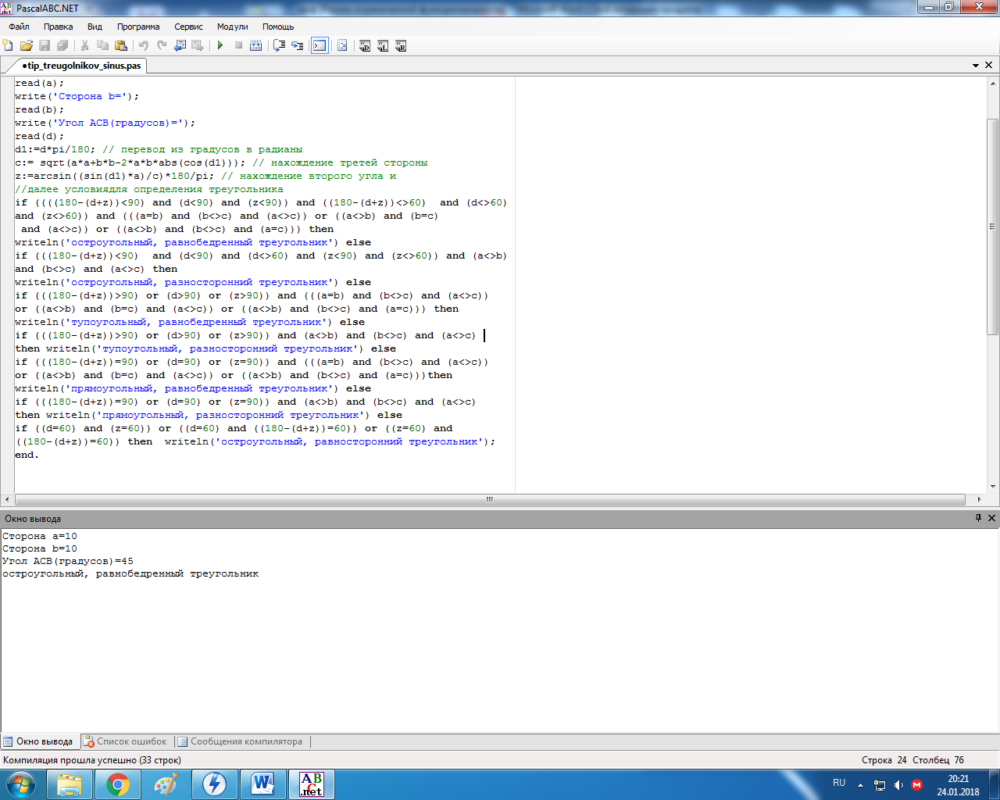 PascalABC.NET
Файл Правка Вид Программа Сервис Модули Помощь
•tip_treugolnikov_sinus.pas
read(a);
write('Сторона b=');
read(b);
write('Угол ACB(градусов)=');
read(d);
d1:=d*pi/180; // перевод из градусов в радианы
c:= sqrt(a*a+b*b-2*a*b*abs(cos(d1))); // нахождение третей стороны
z:=arcsin((sin(d1)*a)/c)*180/pi; // нахождение второго угла и
//далее условиядля определения треугольника
if ((((180-(d+z))<90) and (d<90) and (z<90)) and ((180-(d+z))<>60)  and (d<>60)
and (z<>60)) and (((a=b) and (b<>c) and (a<>c)) or ((a<>b) and (b=c)
and (a<>c)) or ((a<>b) and (b<>c) and (a=c))) then
writeln('остроугольный, равнобедренный треугольник') else
if (((180-(d+z))<90)  and (d<90) and (d<>60) and (z<90) and (z<>60)) and (a<>b)
and (b<>c) and (a<>c) then
writeln('остроугольный, разносторонний треугольник') else
if (((180-(d+z))>90) or (d>90) or (z>90)) and (((a=b) and (b<>c) and (a<>c))
or ((a<>b) and (b=c) and (a<>c)) or ((a<>b) and (b<>c) and (a=c))) then
writeln('тупоугольный, равнобедренный треугольник') else
if (((180-(d+z))>90) or (d>90) or (z>90)) and (a<>b) and (b<>c) and (a<>c)
then writeln('тупоугольный, разносторонний треугольник') else
if (((180-(d+z))=90) or (d=90) or (z=90)) and (((a=b) and (b<>c) and (a<>c))
or ((a<>b) and (b=c) and (a<>c)) or ((a<>b) and (b<>c) and (a=c)))then
writeln('прямоугольный, равнобедренный треугольник') else
if (((180-(d+z))=90) or (d=90) or (z=90)) and (a<>b) and (b<>c) and (a<>c)
then writeln('прямоугольный, разносторонний треугольник') else
if ((d=60) and (z=60)) or ((d=60) and ((180-(d+z))=60)) or ((z=60) and
((180-(d+z))=60)) then  writeln('остроугольный, равносторонний треугольник');
end.
Окно вывода
Сторона a=10
Сторона b=10
Угол ACB(градусов)=45
остроугольный, равнобедренный треугольник
Окно вывода Список ошибок Сообщения компилятора
Компиляция прошла успешно (33 строк) Строка 24 Столбец 76
RU 20:21
24.01.2018